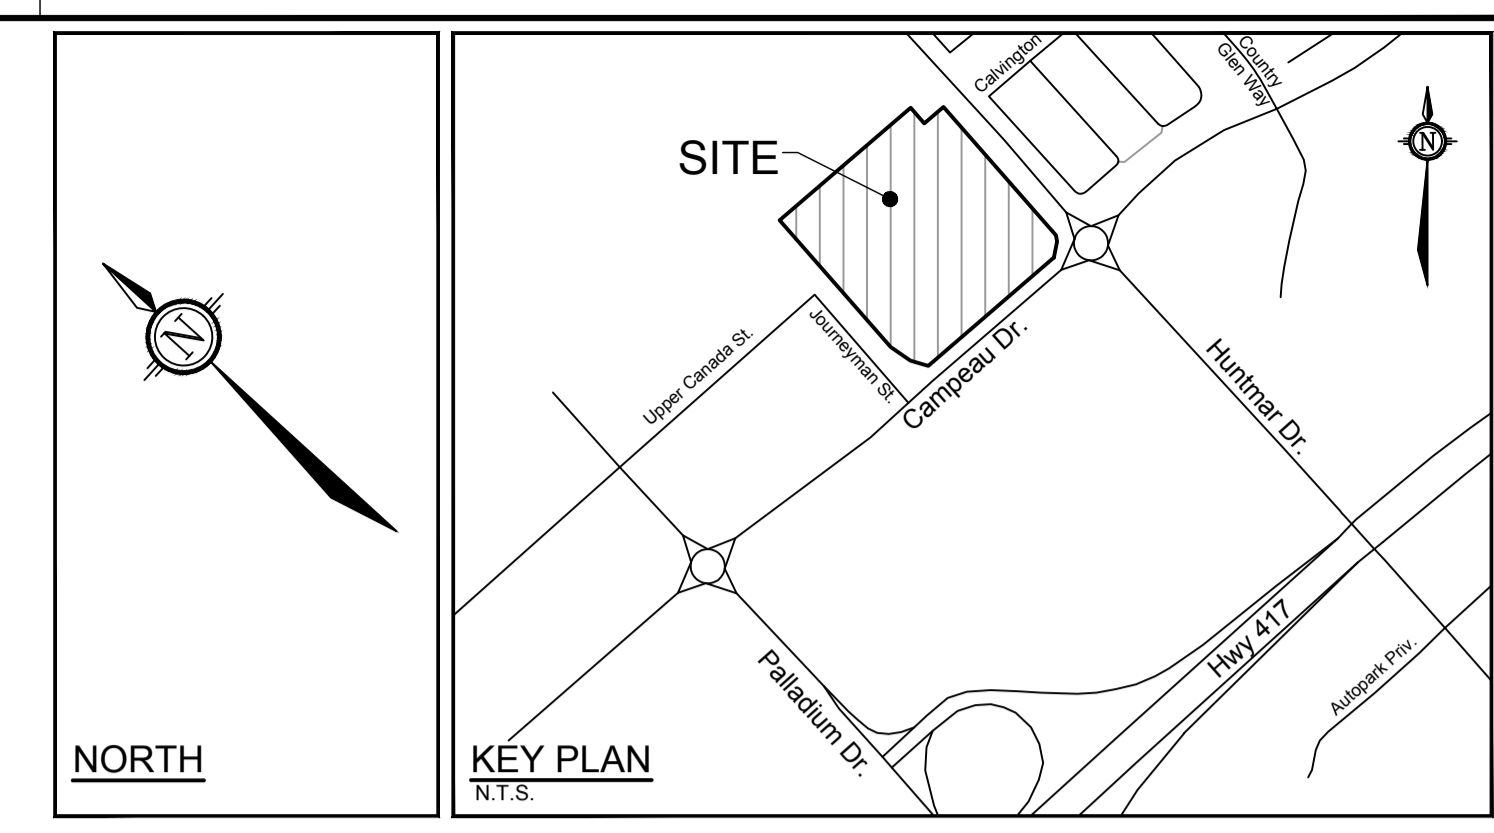 N
NORTH
SITE
Calvington
Country
Glen Way
N
Upper Canada St.
Journeyman St.
Campeau Dr.
Huntmar Dr.
Palladium Dr.
Hwy 417
Autopark Priv.
KEY PLAN
N.T.S.